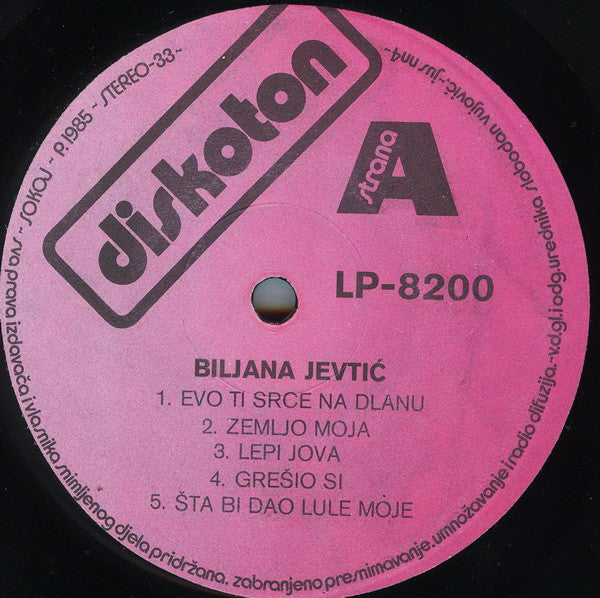 diskoton
strana
A
LP-8200
BILJANA JEVTIĆ
1. EVO TI SRCE NA DLANU
2. ZEMLJO MOJA
3. LEPI JOVA
4. GREŠIO SI
5. ŠTA BI DAO LULE MOJE
SOKOJ - p.1985 - STEREO-33 ~
~ sva prava izdavača i vlasnika snimljenog djela pridržana. zabranjeno presnimavanje. umnožavanje i radio difuzija. ~ v.d.gl. i odg. urednika slobodan vujović. ~ jus nn4 ~